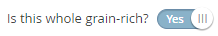 Is this whole grain-rich? Yes